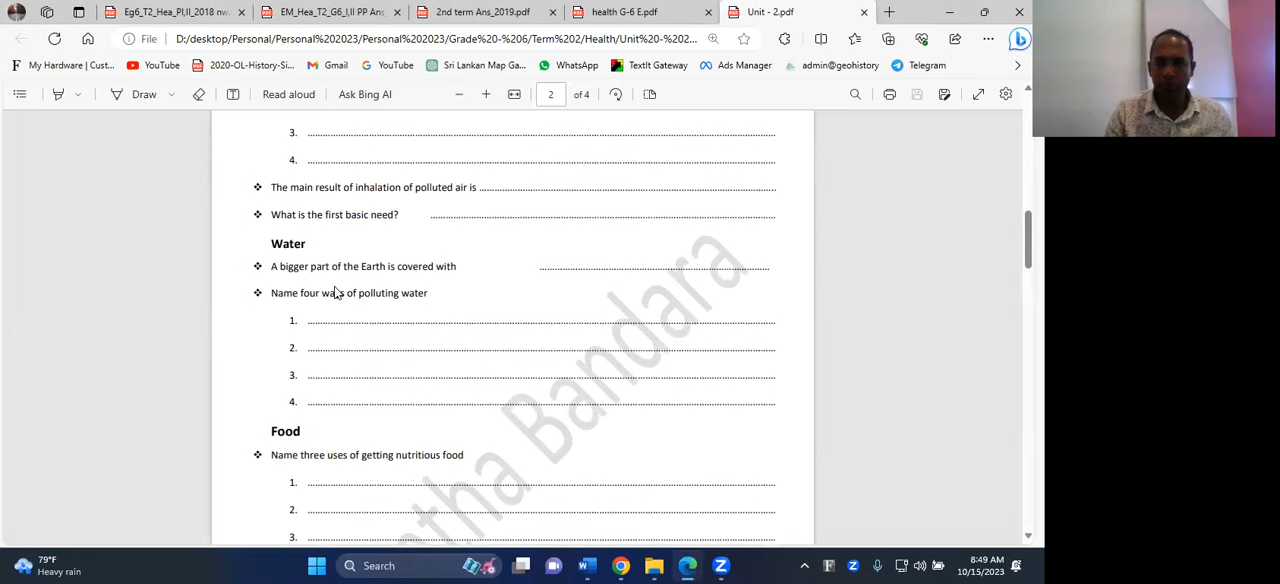 Eg6_T2_Hea_PI,II_2018 nw.
EM_Hea_T2_G6_I,II PP Ans
2nd term Ans_2019.pdf
health G-6 E.pdf
Unit - 2.pdf
File
D:/desktop/Personal/Personal%202023/Personal%202023/Grade%20-%206/Term%202/Health/Unit%20-%...
My Hardware | Cust...
YouTube
2020-OL-History-Si...
Gmail
YouTube
Sri Lankan Map Ga...
WhatsApp
TextIt Gateway
Ads Manager
admin@geohistory
Telegram
Draw
Read aloud
Ask Bing AI
2 of 4
3. ........................................
4. ........................................
❖ The main result of inhalation of polluted air is ........................................
❖ What is the first basic need? ........................................
Water
❖ A bigger part of the Earth is covered with ........................................
❖ Name four ways of polluting water
1. ........................................
2. ........................................
3. ........................................
4. ........................................
Food
❖ Name three uses of getting nutritious food
1. ........................................
2. ........................................
3. ........................................
ntha Bandara
79°F
Heavy rain
Search
8:49 AM
10/15/2023